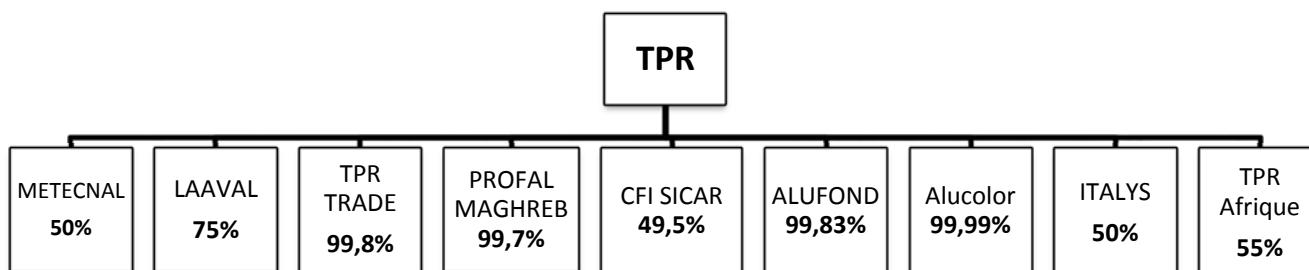 TPR
METECNAL
50%
LAAVAL
75%
TPR
TRADE
99,8%
PROFAL
MAGHREB
99,7%
CFI SICAR
49,5%
ALUFOND
99,83%
Alucolor
99,99%
ITALYS
50%
TPR
Afrique
55%